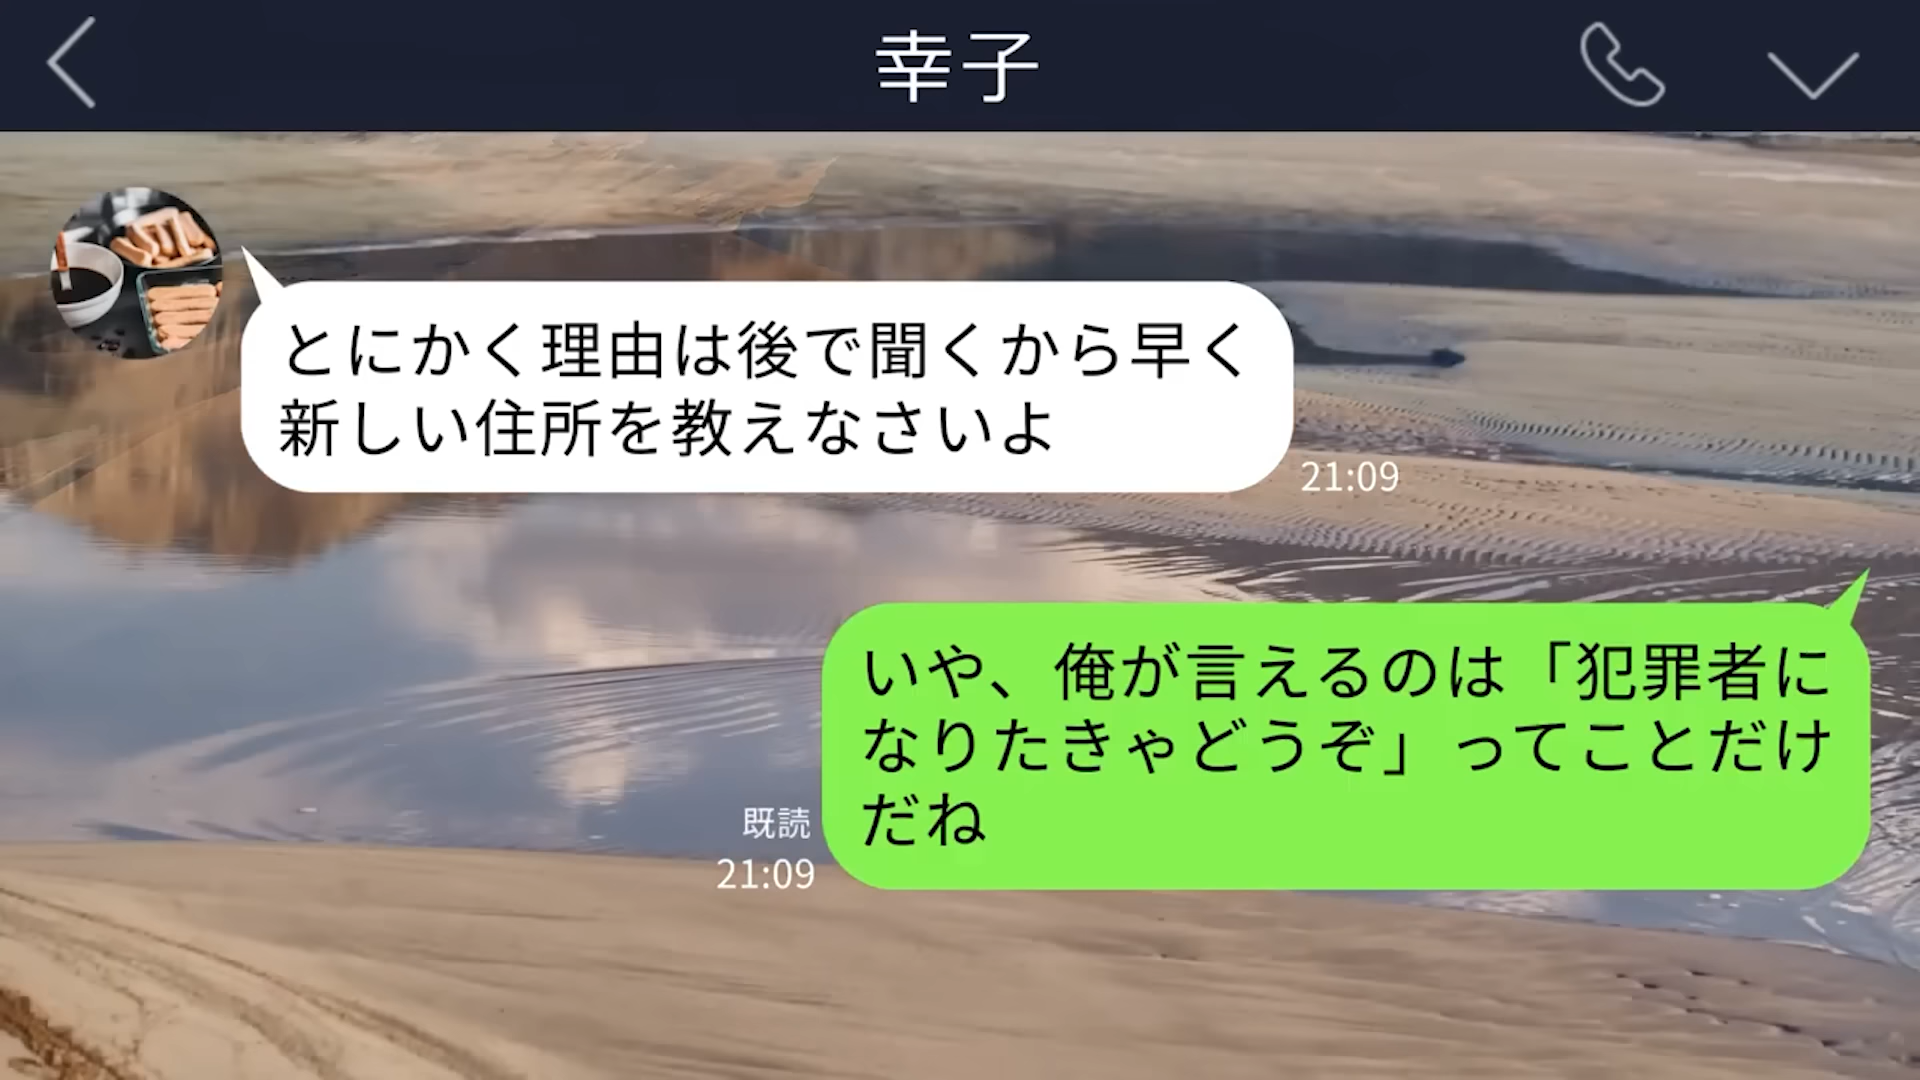 幸子
とにかく理由は後で聞くから早く
新しい住所を教えなさいよ
21:09
いや、俺が言えるのは「犯罪者に
なりたきゃどうぞ」ってことだけ
だね
既読
21:09